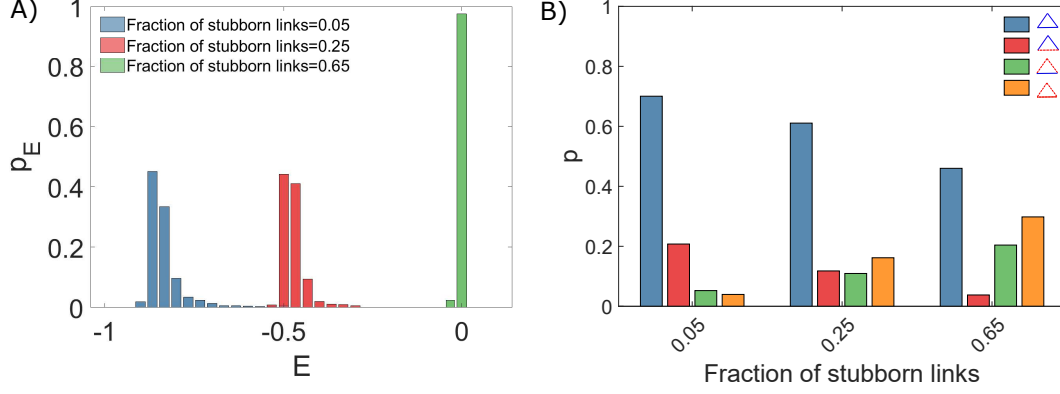 A)
Fraction of stubborn links=0.05
Fraction of stubborn links=0.25
Fraction of stubborn links=0.65
1
0.8
0.6
0.4
0.2
0
pE
-1
-0.5
0
E
B)
0.8
0.6
0.4
0.2
0
p
0.05
0.25
0.65
Fraction of stubborn links